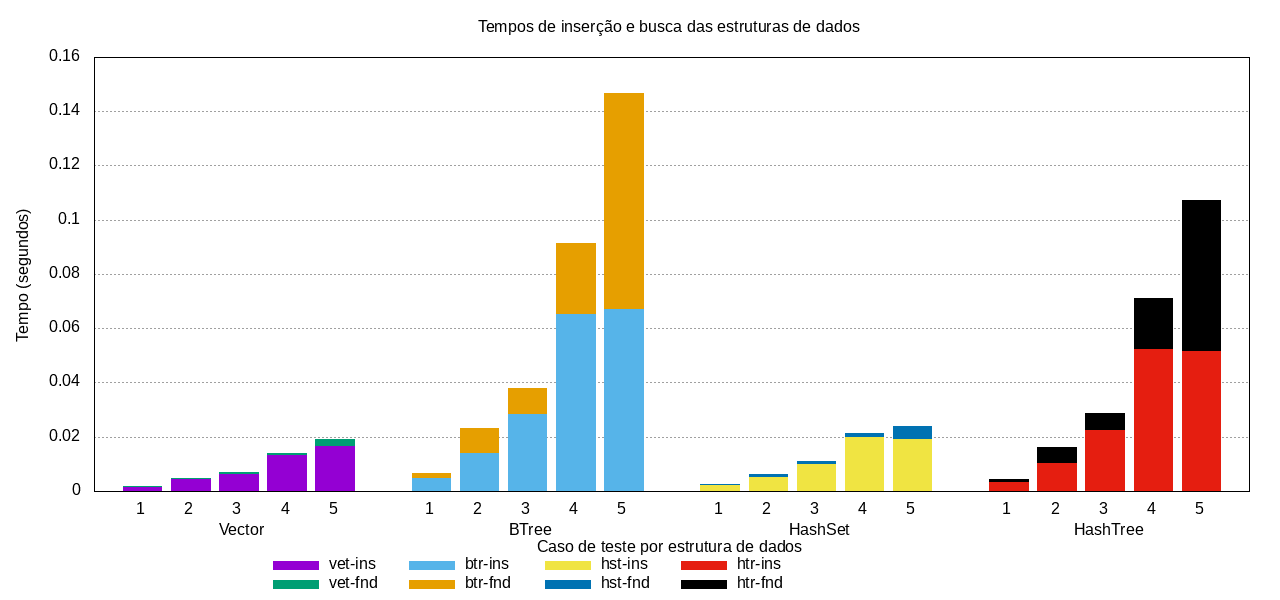 Tempos de inserção e busca das estruturas de dados
0.16
0.14
0.12
0.1
0.08
0.06
0.04
0.02
0
Tempo (segundos)
1 2 3 4 5 1 2 3 4 5 1 2 3 4 5 1 2 3 4 5
Vector BTree HashSet HashTree
Caso de teste por estrutura de dados
vet-ins btr-ins hst-ins htr-ins
vet-fnd btr-fnd hst-fnd htr-fnd